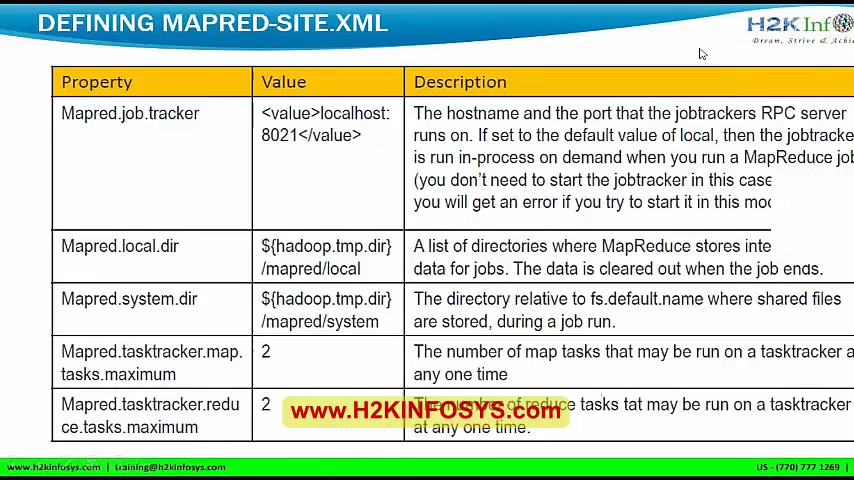 DEFINING MAPRED-SITE.XML
H2K Inf
Dream, Strive &
Property Value Description
Mapred.job.tracker <value>localhost: The hostname and the port that the jobtrackers RPC server
8021</value> runs on. If set to the default value of local, then the jobtracke
is run in-process on demand when you run a MapReduce job
(you don't need to start the jobtracker in this case
you will get an error if you try to start it in this mod
Mapred.local.dir ${hadoop.tmp.dir} A list of directories where MapReduce stores inte
/mapred/local data for jobs. The data is cleared out when the job ends.
Mapred.system.dir ${hadoop.tmp.dir} The directory relative to fs.default.name where shared files
/mapred/system are stored, during a job run.
Mapred.tasktracker.map. 2 The number of map tasks that may be run on a tasktracker a
tasks.maximum any one time
Mapred.tasktracker.redu 2 The number of reduce tasks tat may be run on a tasktracker
ce.tasks.maximum at any one time.
www.H2KINFOSYS.com
www.h2kinfosys.com | training@h2kinfosys.com US - (770) 777 1269 |